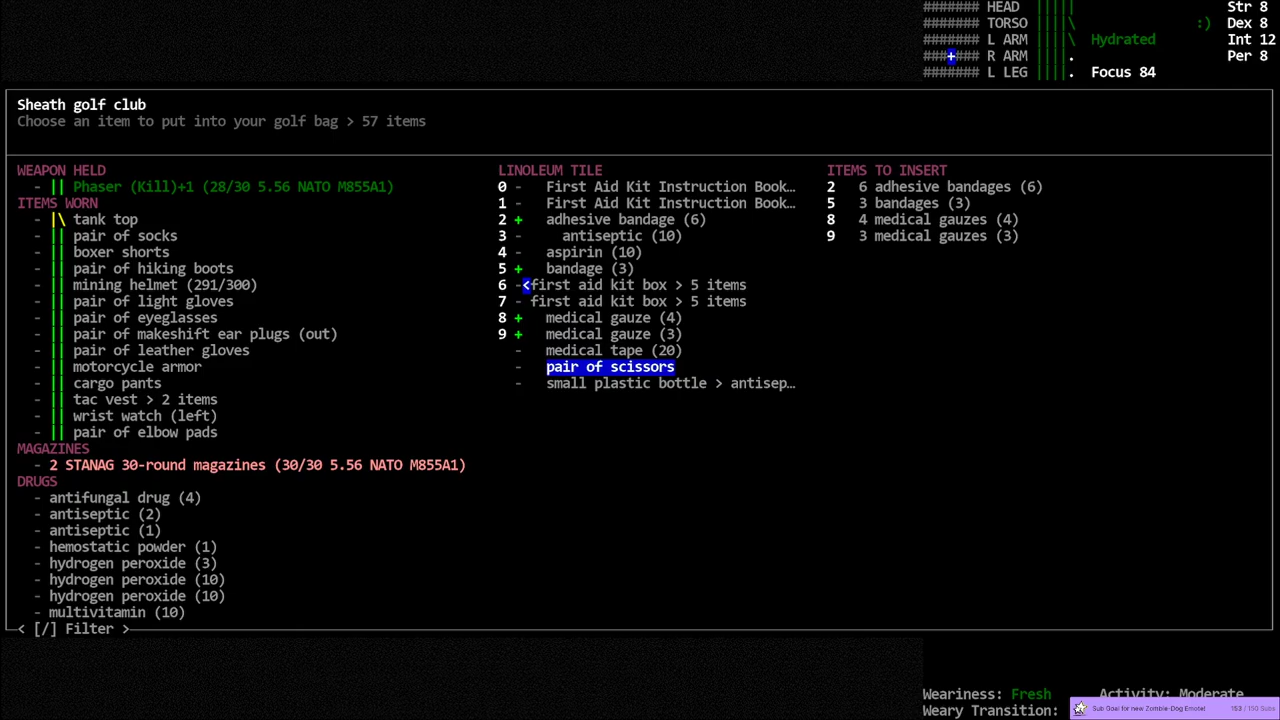 ####### HEAD ||||| Str 8
####### TORSO ||||\ :) Dex 8
####### L ARM ||||\ Hydrated Int 12
###+### R ARM ||||. Per 8
####### L LEG ||||. Focus 84
Sheath golf club
Choose an item to put into your golf bag > 57 items
WEAPON HELD
- || Phaser (Kill)+1 (28/30 5.56 NATO M855A1)
ITEMS WORN
- |\ tank top
- || pair of socks
- || boxer shorts
- || pair of hiking boots
- || mining helmet (291/300)
- || pair of light gloves
- || pair of eyeglasses
- || pair of makeshift ear plugs (out)
- || pair of leather gloves
- || motorcycle armor
- || cargo pants
- || tac vest > 2 items
- || wrist watch (left)
- || pair of elbow pads
MAGAZINES
- 2 STANAG 30-round magazines (30/30 5.56 NATO M855A1)
DRUGS
- antifungal drug (4)
- antiseptic (2)
- antiseptic (1)
- hemostatic powder (1)
- hydrogen peroxide (3)
- hydrogen peroxide (10)
- hydrogen peroxide (10)
- multivitamin (10)
LINOLEUM TILE
0 - First Aid Kit Instruction Book…
1 - First Aid Kit Instruction Book…
2 + adhesive bandage (6)
3 - antiseptic (10)
4 - aspirin (10)
5 + bandage (3)
6 -<first aid kit box > 5 items
7 - first aid kit box > 5 items
8 + medical gauze (4)
9 + medical gauze (3)
- medical tape (20)
- pair of scissors
- small plastic bottle > antisep…
ITEMS TO INSERT
2 6 adhesive bandages (6)
5 3 bandages (3)
8 4 medical gauzes (4)
9 3 medical gauzes (3)
< [/] Filter >
Weariness: Fresh Activity: Moderate
Weary Transition:
Sub Goal for new Zombie-Dog Emote! 153 / 150 Subs